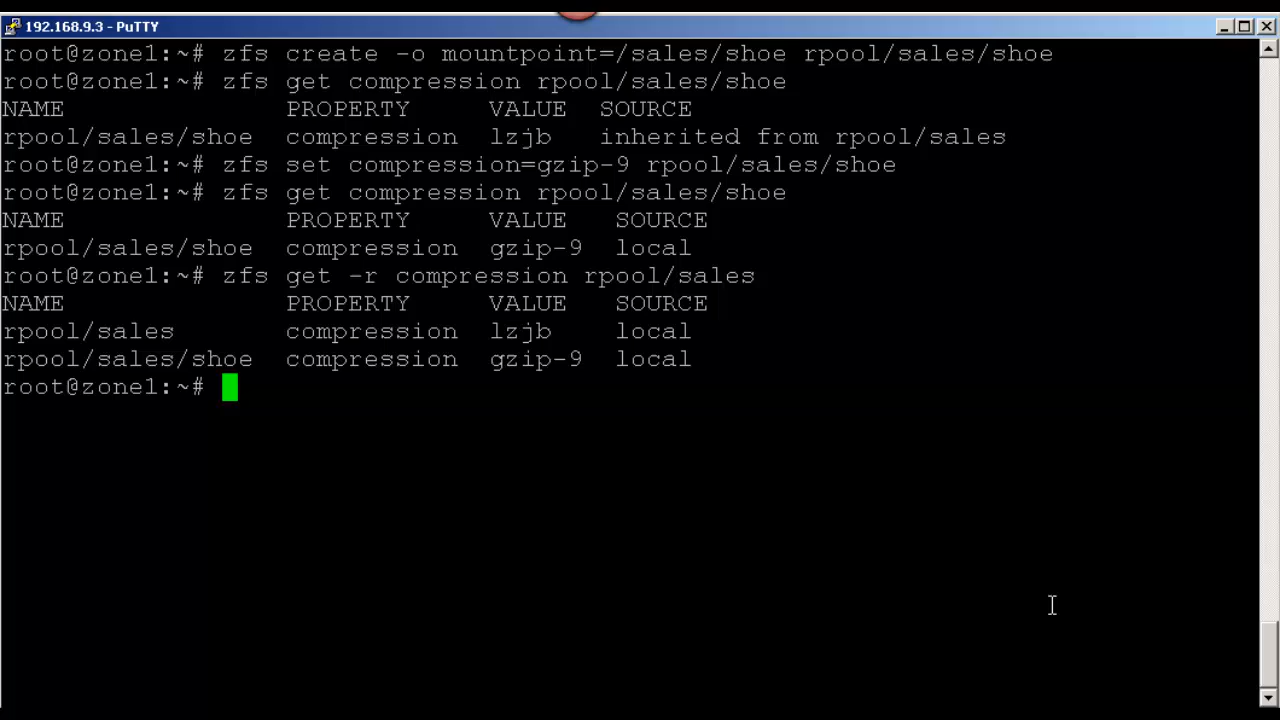 192.168.9.3 - PuTTY
root@zone1:~# zfs create -o mountpoint=/sales/shoe rpool/sales/shoe
root@zone1:~# zfs get compression rpool/sales/shoe
NAME PROPERTY VALUE SOURCE
rpool/sales/shoe compression lzjb inherited from rpool/sales
root@zone1:~# zfs set compression=gzip-9 rpool/sales/shoe
root@zone1:~# zfs get compression rpool/sales/shoe
NAME PROPERTY VALUE SOURCE
rpool/sales/shoe compression gzip-9 local
root@zone1:~# zfs get -r compression rpool/sales
NAME PROPERTY VALUE SOURCE
rpool/sales compression lzjb local
rpool/sales/shoe compression gzip-9 local
root@zone1:~#